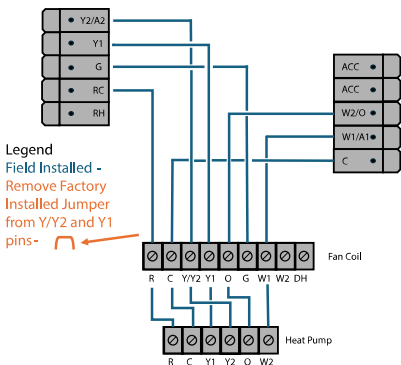 Y2/A2
Y1
G
RC
RH
ACC
ACC
W2/O
W1/A1
C
Legend
Field Installed -
Remove Factory
Installed Jumper
from Y/Y2 and Y1
pins-
Fan Coil
R C Y/Y2 Y1 O G W1 W2 DH
Heat Pump
R C Y1 Y2 O W2